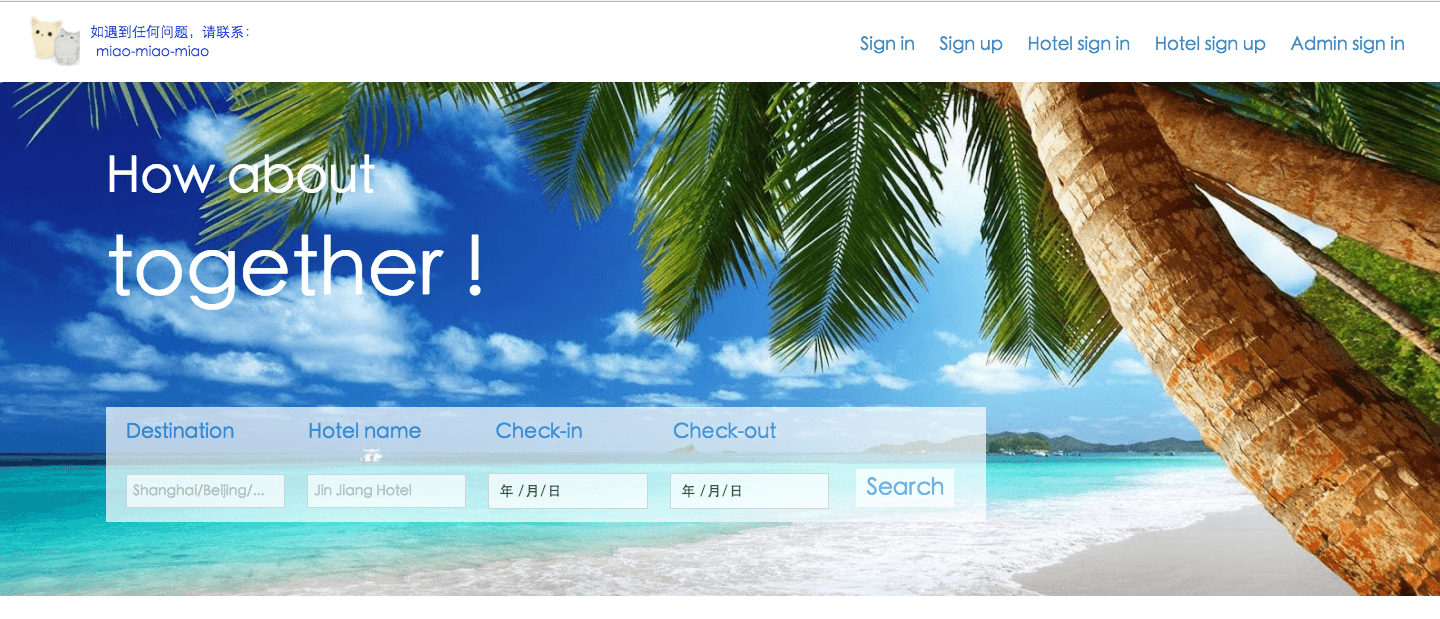 如遇到任何问题，请联系：
miao-miao-miao
Sign in Sign up Hotel sign in Hotel sign up Admin sign in
How about
together !
Destination Hotel name Check-in Check-out
Shanghai/Beijing/... Jin Jiang Hotel 年 /月/日 年 /月/日 Search